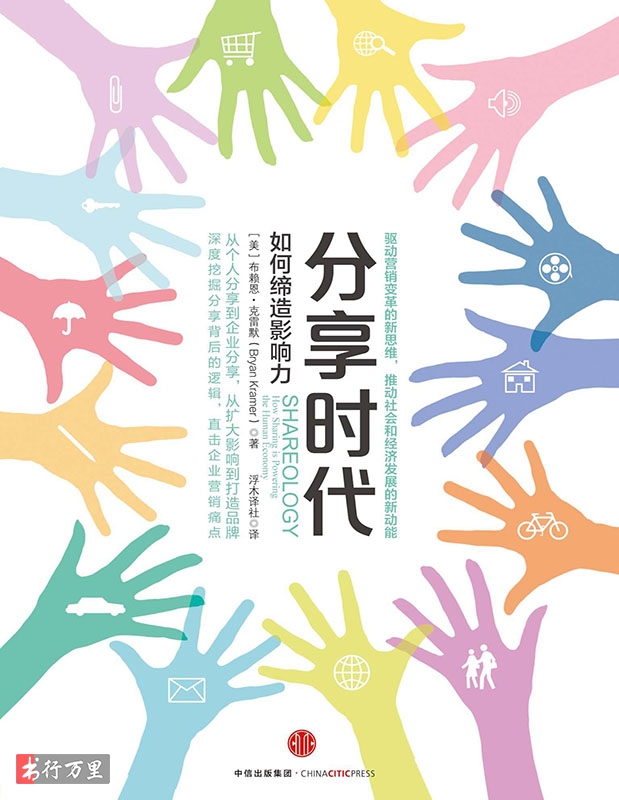 驱动营销变革的新思维，推动社会和经济发展的新动能
分享时代
SHAREOLOGY
How Sharing is Powering
the Human Economy
如何缔造影响力
［美］布赖恩·克雷默（Bryan Kramer）◎著 浮木译社◎译
从个人分享到企业分享，从扩大影响到打造品牌
深度挖掘分享背后的逻辑，直击企业营销痛点
中信出版集团·CHINACITICPRESS
书行万里